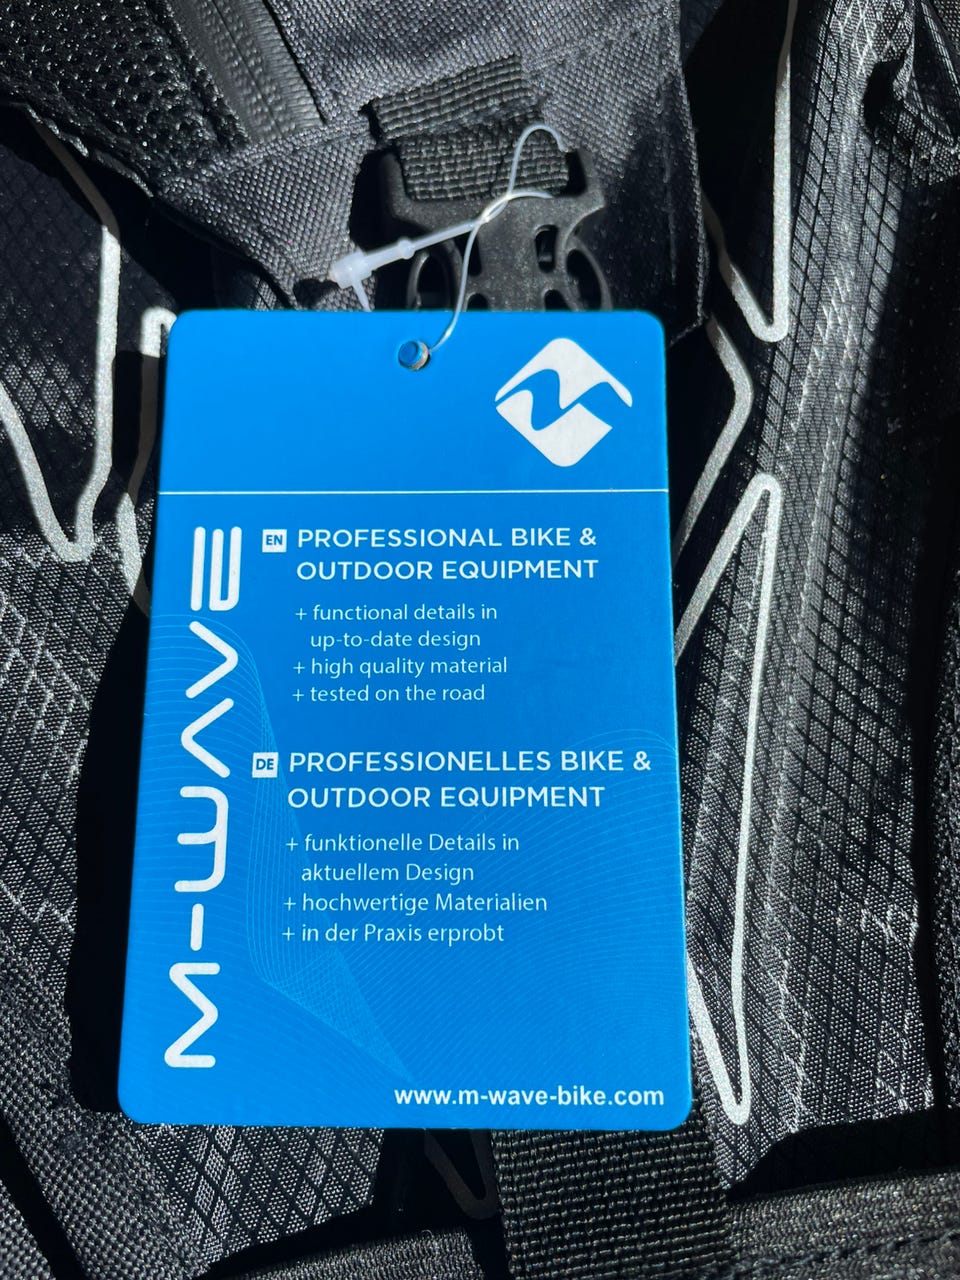 M-WAVE
EN PROFESSIONAL BIKE &
OUTDOOR EQUIPMENT
+ functional details in
up-to-date design
+ high quality material
+ tested on the road
DE PROFESSIONELLES BIKE &
OUTDOOR EQUIPMENT
+ funktionelle Details in
aktuellem Design
+ hochwertige Materialien
+ in der Praxis erprobt
www.m-wave-bike.com